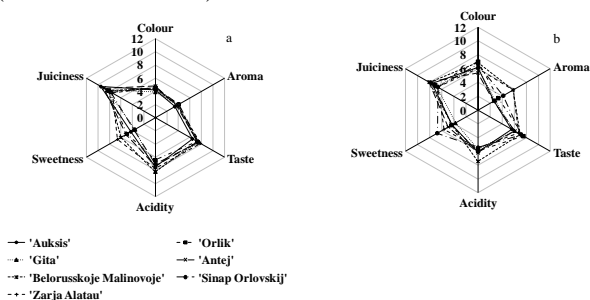 Colour
12
a
10
8
Juiciness
6
Aroma
4
2
0
Sweetness
Taste
Acidity
Colour
12
b
10
8
Juiciness
6
Aroma
4
2
0
Sweetness
Taste
Acidity
'Auksis'
'Orlik'
'Gita'
'Antej'
'Belorusskoje Malinovoje'
'Sinap Orlovskij'
'Zarja Alatau'